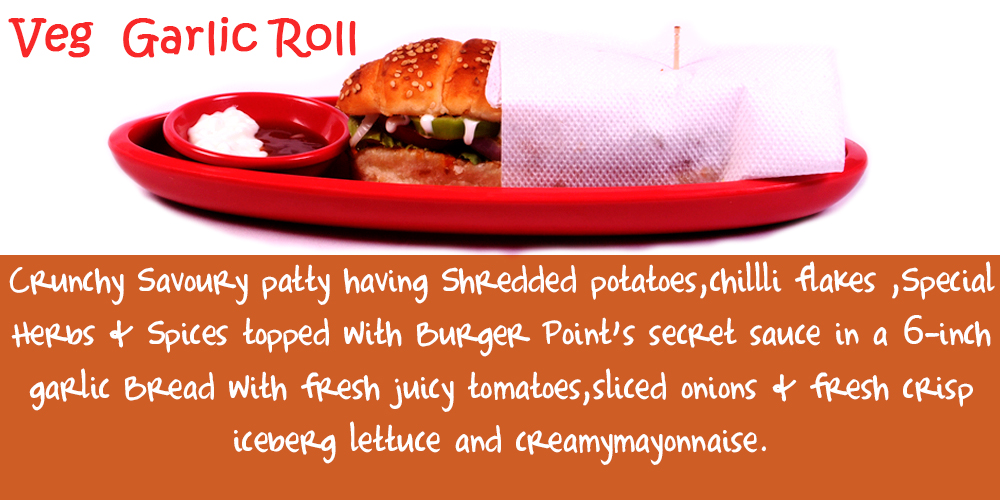 Veg Garlic Roll
Crunchy Savoury patty having Shredded potatoes,chillli flakes ,Special
Herbs & Spices topped With Burger Point's secret sauce in a 6-inch
garlic Bread With fresh juicy tomatoes,sliced onions & fresh crisp
iceberg lettuce and creamymayonnaise.